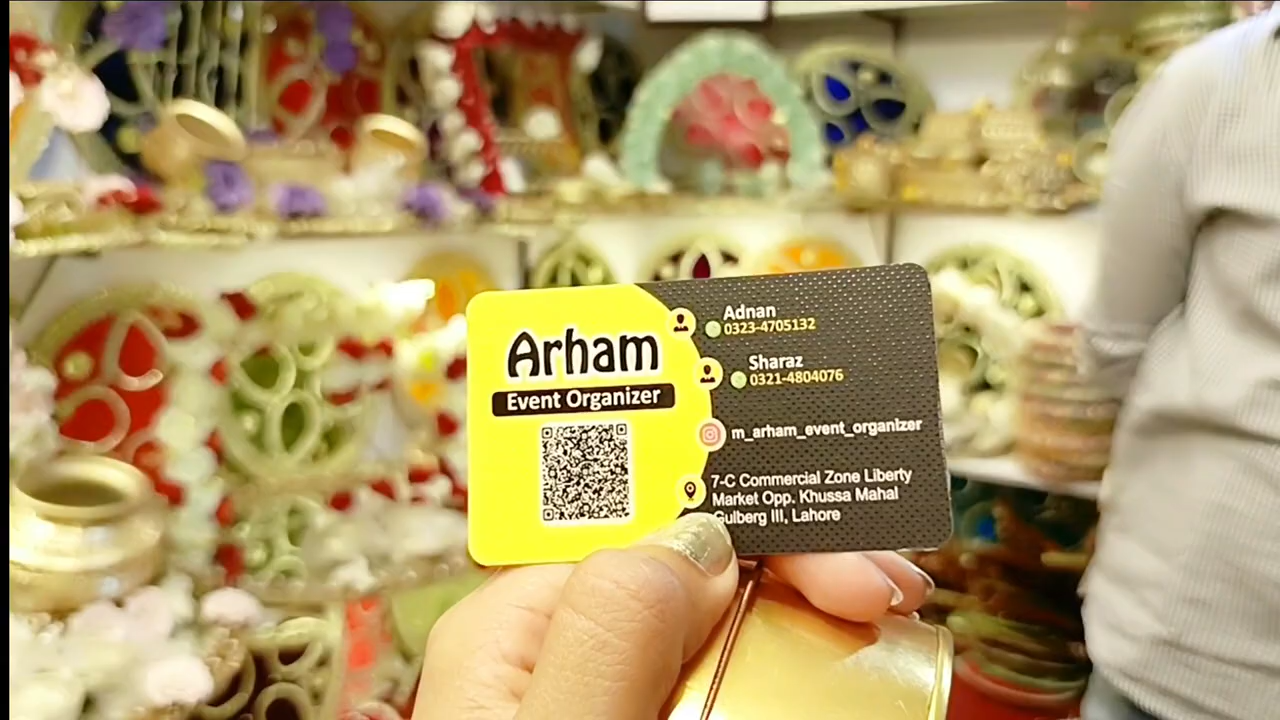 Arham
Event Organizer
Adnan
0323-4705132
Sharaz
0321-4804076
m_arham_event_organizer
7-C Commercial Zone Liberty
Market Opp. Khussa Mahal
Gulberg III, Lahore